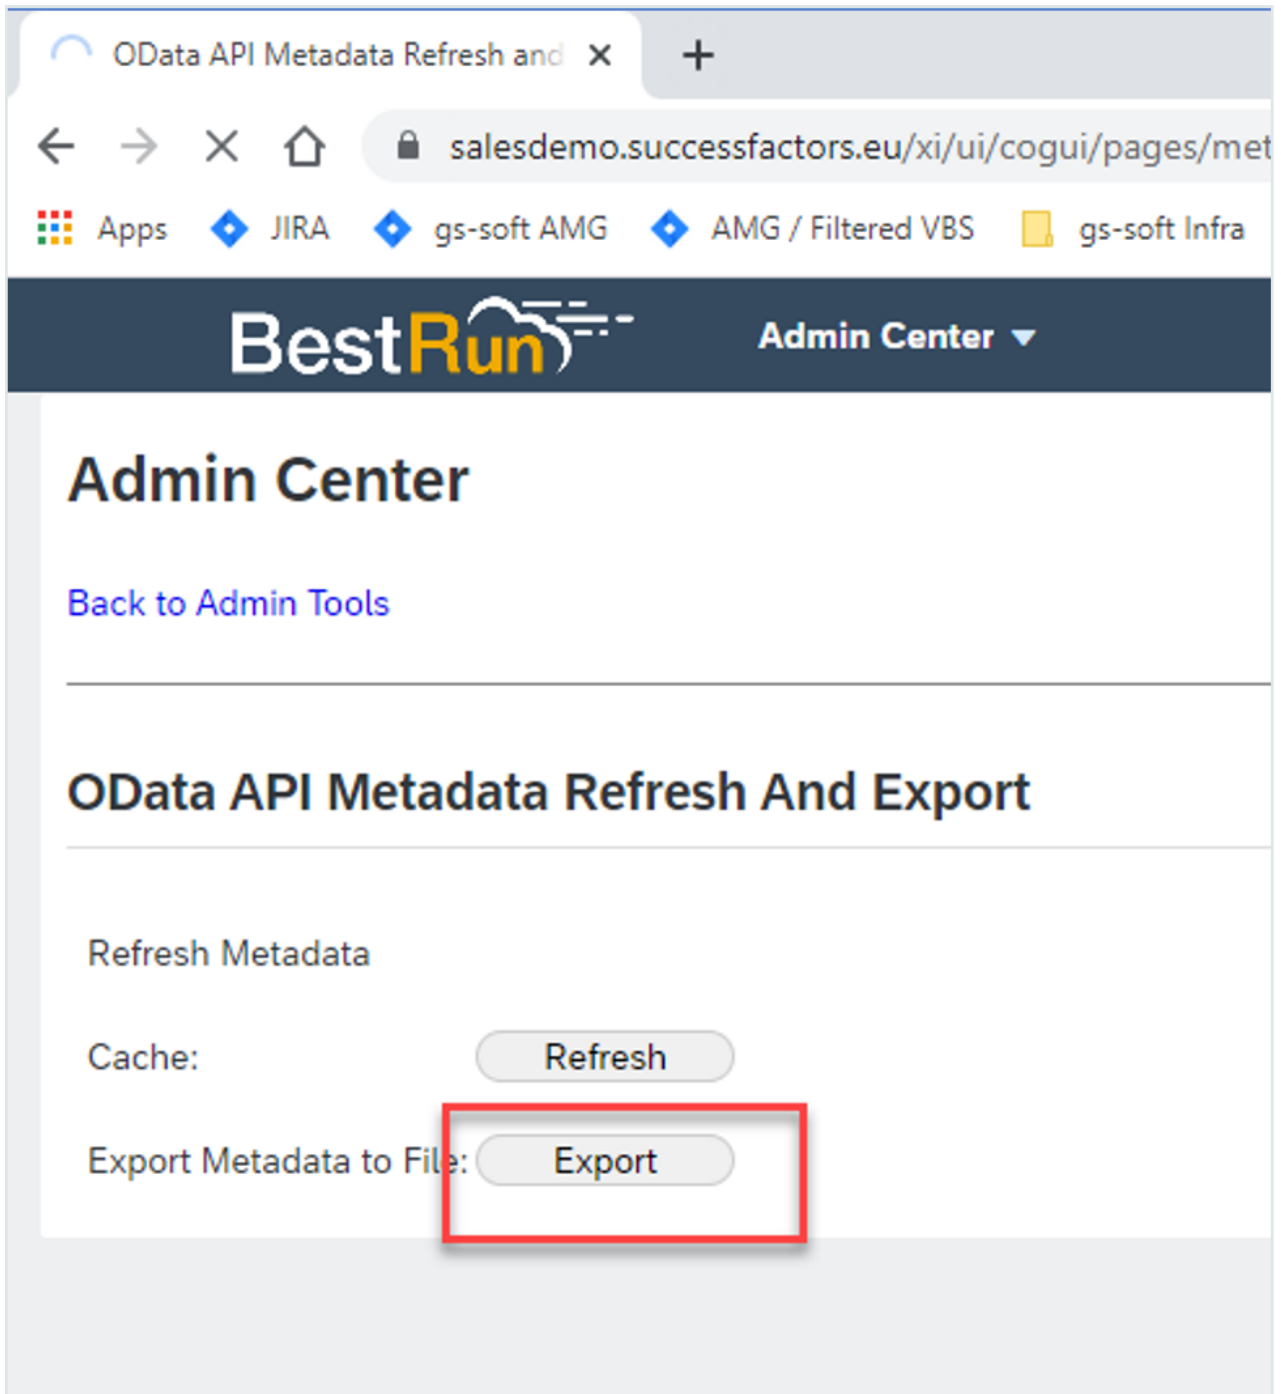 OData API Metadata Refresh and
salesdemo.successfactors.eu/xi/ui/cogui/pages/met
Apps JIRA gs-soft AMG AMG / Filtered VBS gs-soft Infra
BestRun Admin Center
Admin Center
Back to Admin Tools
OData API Metadata Refresh And Export
Refresh Metadata
Cache: Refresh
Export Metadata to File: Export